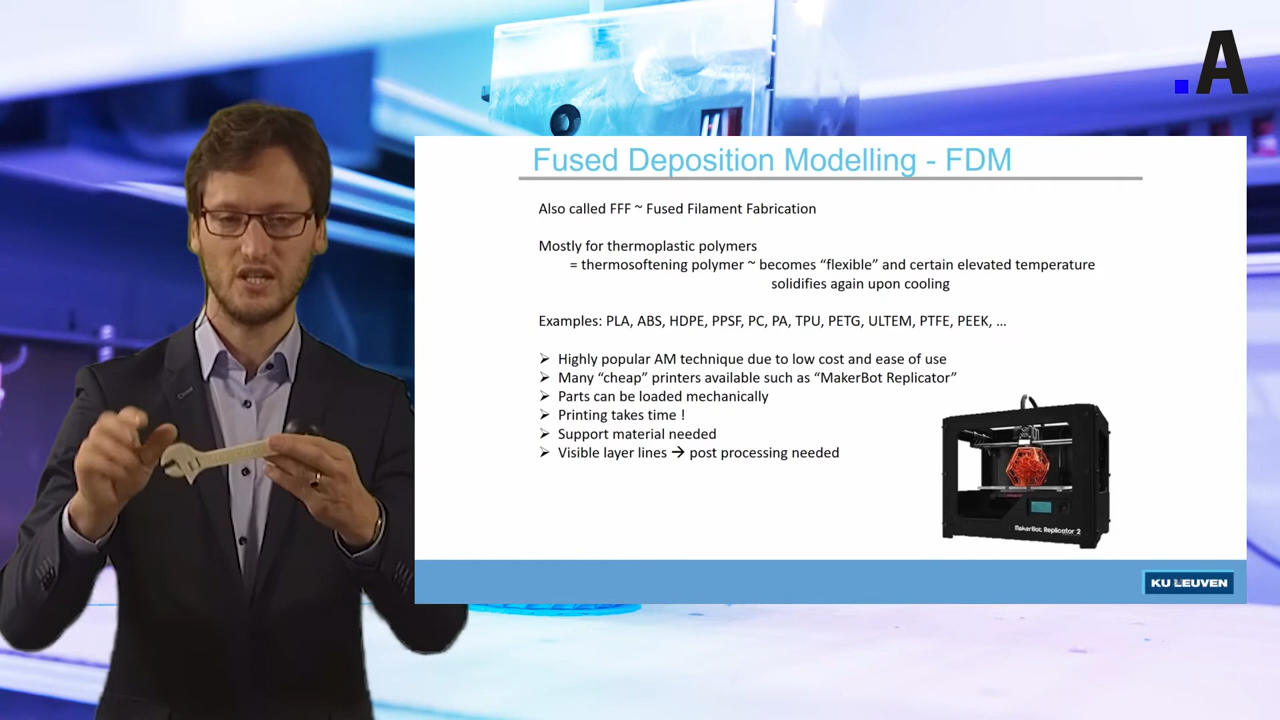 .A
Fused Deposition Modelling - FDM
Also called FFF ~ Fused Filament Fabrication
Mostly for thermoplastic polymers
= thermosoftening polymer ~ becomes “flexible” and certain elevated temperature
solidifies again upon cooling
Examples: PLA, ABS, HDPE, PPSF, PC, PA, TPU, PETG, ULTEM, PTFE, PEEK, ...
➢ Highly popular AM technique due to low cost and ease of use
➢ Many “cheap” printers available such as “MakerBot Replicator”
➢ Parts can be loaded mechanically
➢ Printing takes time !
➢ Support material needed
➢ Visible layer lines → post processing needed
MakerBot Replicator 2
KU LEUVEN